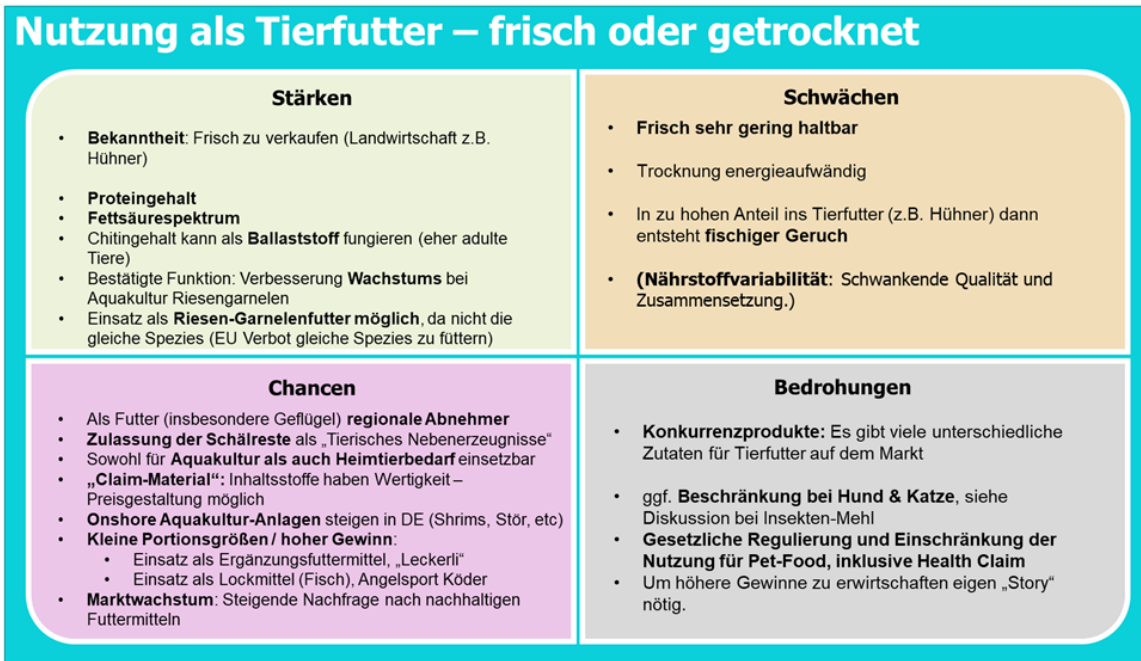 Nutzung als Tierfutter – frisch oder getrocknet
Stärken
• Bekanntheit: Frisch zu verkaufen (Landwirtschaft z.B.
Hühner)
• Proteingehalt
• Fettsäurespektrum
• Chitingehalt kann als Ballaststoff fungieren (eher adulte
Tiere)
• Bestätigte Funktion: Verbesserung Wachstums bei
Aquakultur Riesengarnelen
• Einsatz als Riesen-Garnelenfutter möglich, da nicht die
gleiche Spezies (EU Verbot gleiche Spezies zu füttern)
Schwächen
• Frisch sehr gering haltbar
• Trocknung energieaufwändig
• In zu hohen Anteil ins Tierfutter (z.B. Hühner) dann
entsteht fischiger Geruch
• (Nährstoffvariabilität: Schwankende Qualität und
Zusammensetzung.)
Chancen
• Als Futter (insbesondere Geflügel) regionale Abnehmer
• Zulassung der Schälreste als „Tierisches Nebenerzeugnisse“
• Sowohl für Aquakultur als auch Heimtierbedarf einsetzbar
• „Claim-Material“: Inhaltsstoffe haben Wertigkeit –
Preisgestaltung möglich
• Onshore Aquakultur-Anlagen steigen in DE (Shrims, Stör, etc)
• Kleine Portionsgrößen / hoher Gewinn:
• Einsatz als Ergänzungsfuttermittel, „Leckerli“
• Einsatz als Lockmittel (Fisch), Angelsport Köder
• Marktwachstum: Steigende Nachfrage nach nachhaltigen
Futtermitteln
Bedrohungen
• Konkurrenzprodukte: Es gibt viele unterschiedliche
Zutaten für Tierfutter auf dem Markt
• ggf. Beschränkung bei Hund & Katze, siehe
Diskussion bei Insekten-Mehl
• Gesetzliche Regulierung und Einschränkung der
Nutzung für Pet-Food, inklusive Health Claim
• Um höhere Gewinne zu erwirtschaften eigen „Story“
nötig.